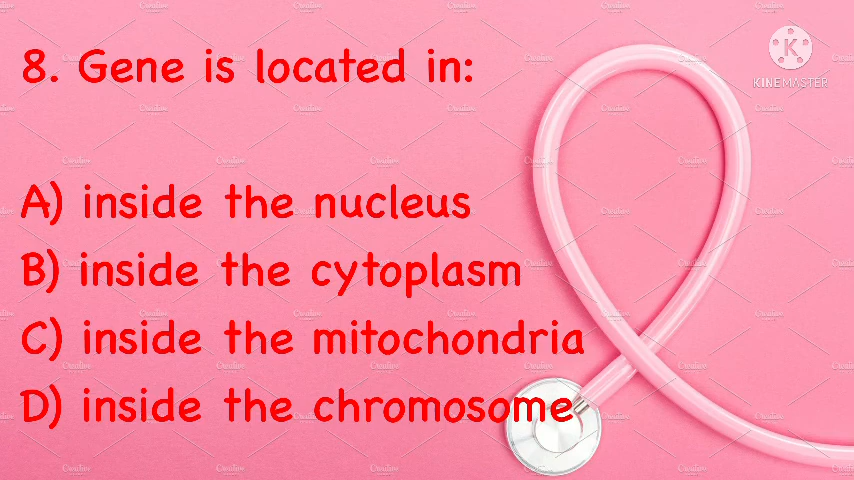 8. Gene is located in:
K
KINEMASTER
A) inside the nucleus
B) inside the cytoplasm
C) inside the mitochondria
D) inside the chromosome